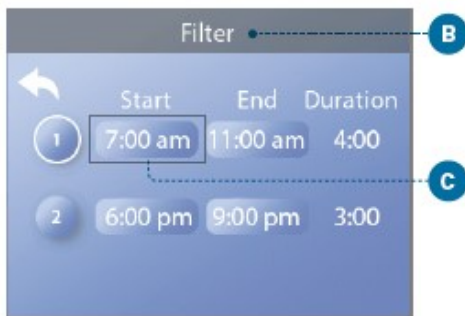 Filter
B
Start End Duration
1 7:00 am 11:00 am 4:00
C
2 6:00 pm 9:00 pm 3:00